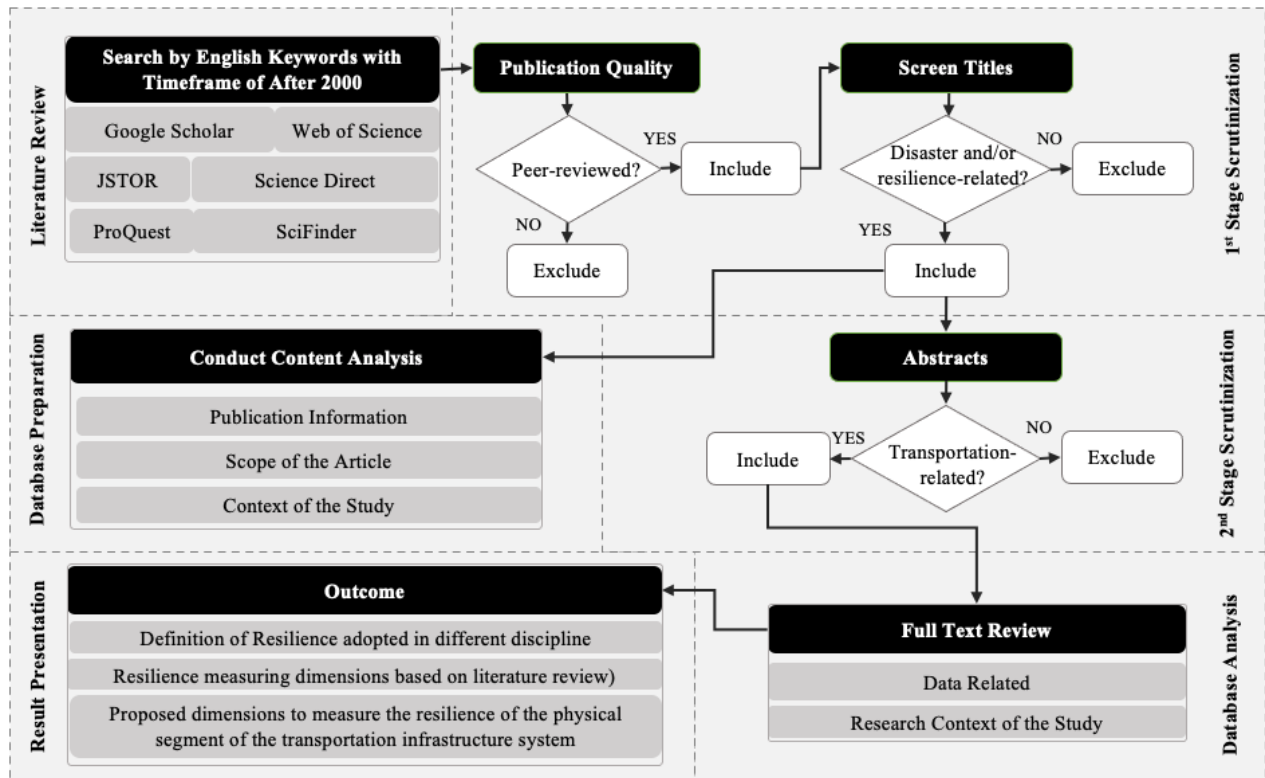 Literature Review
Search by English Keywords with
Timeframe of After 2000
Google Scholar
Web of Science
JSTOR
Science Direct
ProQuest
SciFinder
Publication Quality
Peer-reviewed?
YES
Include
NO
Exclude
Screen Titles
Disaster and/or
resilience-related?
NO
Exclude
YES
Include
1st Stage Scrutinization
Database Preparation
Conduct Content Analysis
Publication Information
Scope of the Article
Context of the Study
Abstracts
Transportation-
related?
YES
Include
NO
Exclude
2nd Stage Scrutinization
Result Presentation
Outcome
Definition of Resilience adopted in different discipline
Resilience measuring dimensions based on literature review)
Proposed dimensions to measure the resilience of the physical
segment of the transportation infrastructure system
Full Text Review
Data Related
Research Context of the Study
Database Analysis